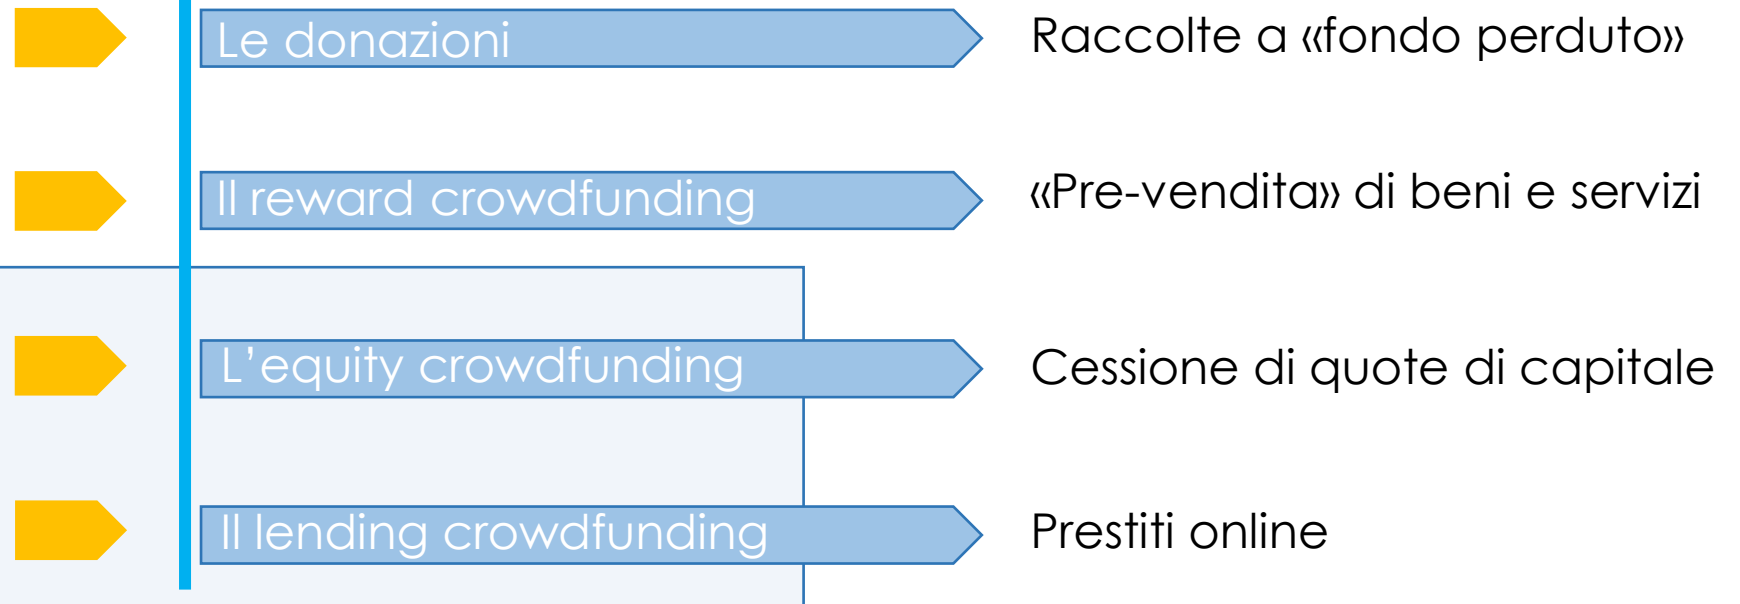 Le donazioni
Raccolte a «fondo perduto»
Il reward crowdfunding
«Pre-vendita» di beni e servizi
L’equity crowdfunding
Cessione di quote di capitale
Il lending crowdfunding
Prestiti online